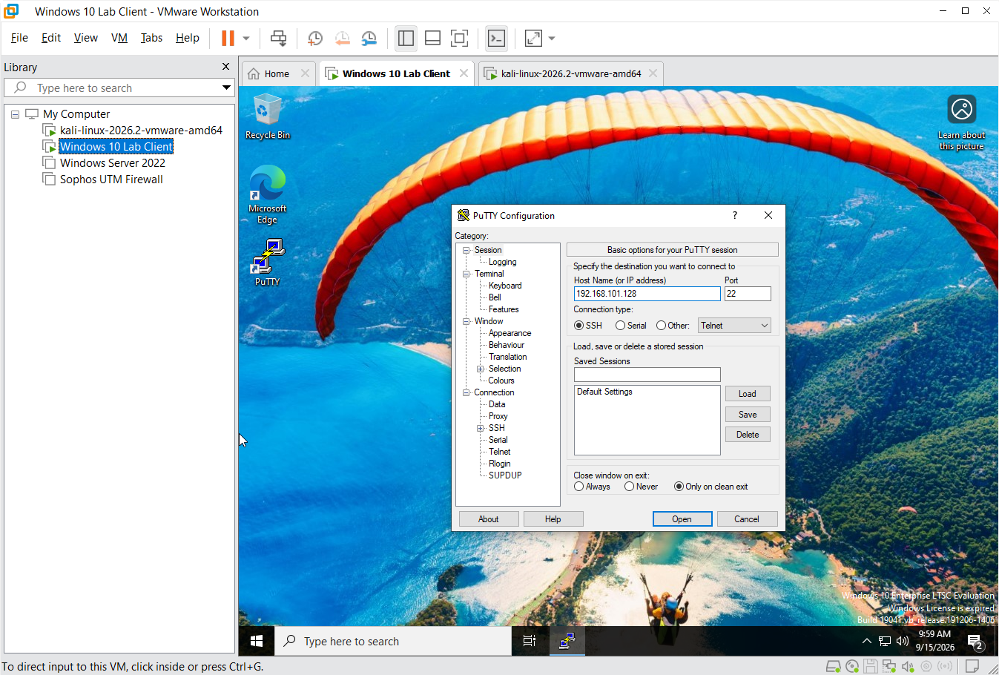 Windows 10 Lab Client - VMware Workstation
File Edit View VM Tabs Help
Library
Type here to search
My Computer
kali-linux-2026.2-vmware-amd64
Windows 10 Lab Client
Windows Server 2022
Sophos UTM Firewall
Home
Windows 10 Lab Client
kali-linux-2026.2-vmware-amd64
Recycle Bin
Microsoft
Edge
PuTTY
Learn about
this picture
PuTTY Configuration
?
Category:
Session
Logging
Terminal
Keyboard
Bell
Features
Window
Appearance
Behaviour
Translation
Selection
Colours
Connection
Data
Proxy
SSH
Serial
Telnet
Rlogin
SUPDUP
Basic options for your PuTTY session
Specify the destination you want to connect to
Host Name (or IP address) Port
192.168.101.128 22
Connection type:
SSH Serial Other: Telnet
Load, save or delete a stored session
Saved Sessions
Default Settings
Load
Save
Delete
Close window on exit:
Always Never Only on clean exit
About Help Open Cancel
Windows 10 Enterprise LTSC Evaluation
Windows License is expired
Build 19041.vb_release.191206-1406
Type here to search
9:59 AM
9/15/2026
2
To direct input to this VM, click inside or press Ctrl+G.